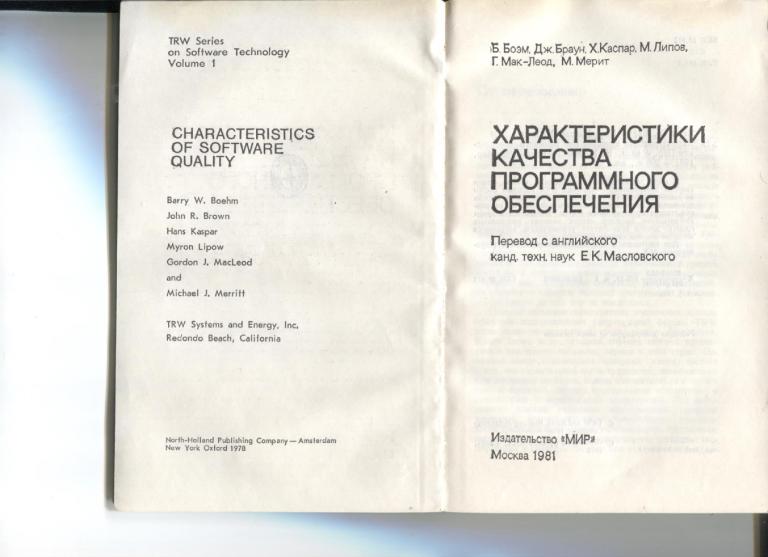 TRW Series
on Software Technology
Volume 1
CHARACTERISTICS
OF SOFTWARE
QUALITY
Barry W. Boehm
John R. Brown
Hans Kaspar
Myron Lipow
Gordon J. MacLeod
and
Michael J. Merritt
TRW Systems and Energy, Inc.
Redondo Beach, California
North-Holland Publishing Company — Amsterdam
New York Oxford 1978
Б. Боэм, Дж. Браун, Х. Каспар, М. Липов,
Г. Мак-Леод, М. Мерит
ХАРАКТЕРИСТИКИ
КАЧЕСТВА
ПРОГРАММНОГО
ОБЕСПЕЧЕНИЯ
Перевод с английского
канд. техн. наук Е.К. Масловского
Издательство «МИР»
Москва 1981